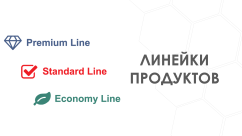 Premium Line
Standard Line
Economy Line
ЛИНЕЙКИ
ПРОДУКТОВ